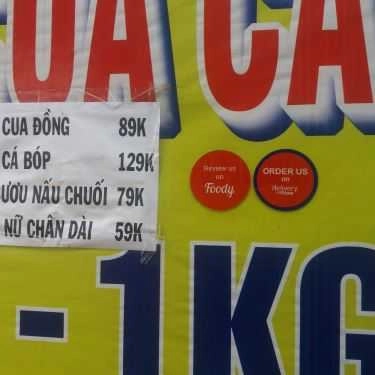 CUA CA
CUA ĐỒNG 89K
CÁ BÓP 129K
ƯƠU NẤU CHUỐI 79K
NỮ CHÂN DÀI 59K
Review us
on
Foody
ORDER US
on
delivery
- 1KG